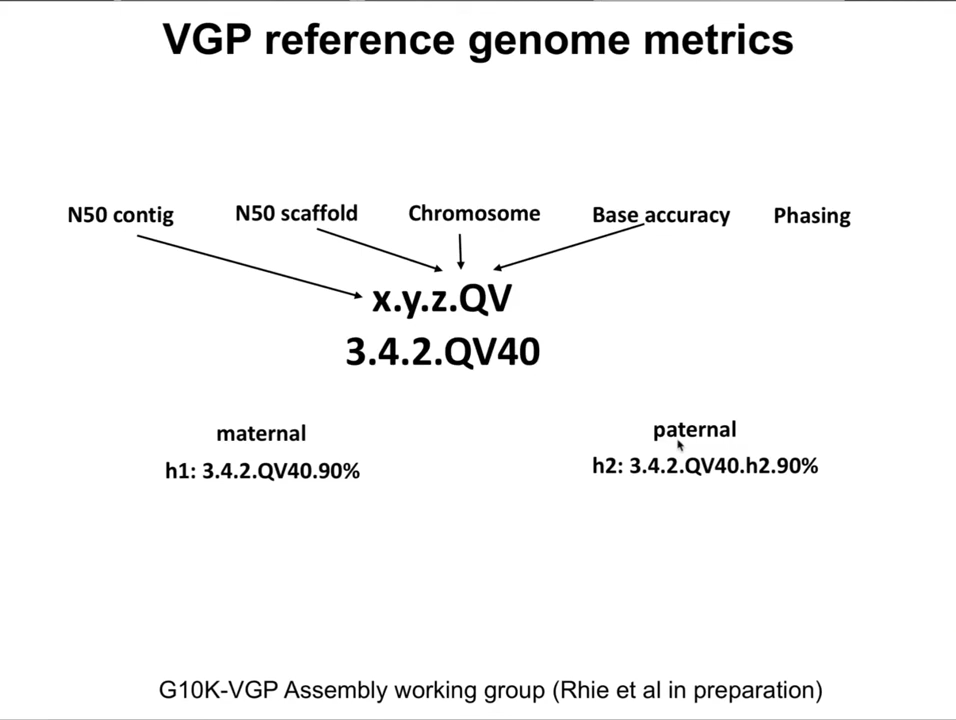 VGP reference genome metrics
N50 contig N50 scaffold Chromosome Base accuracy Phasing
x.y.z.QV
3.4.2.QV40
maternal paternal
h1: 3.4.2.QV40.90% h2: 3.4.2.QV40.h2.90%
G10K-VGP Assembly working group (Rhie et al in preparation)